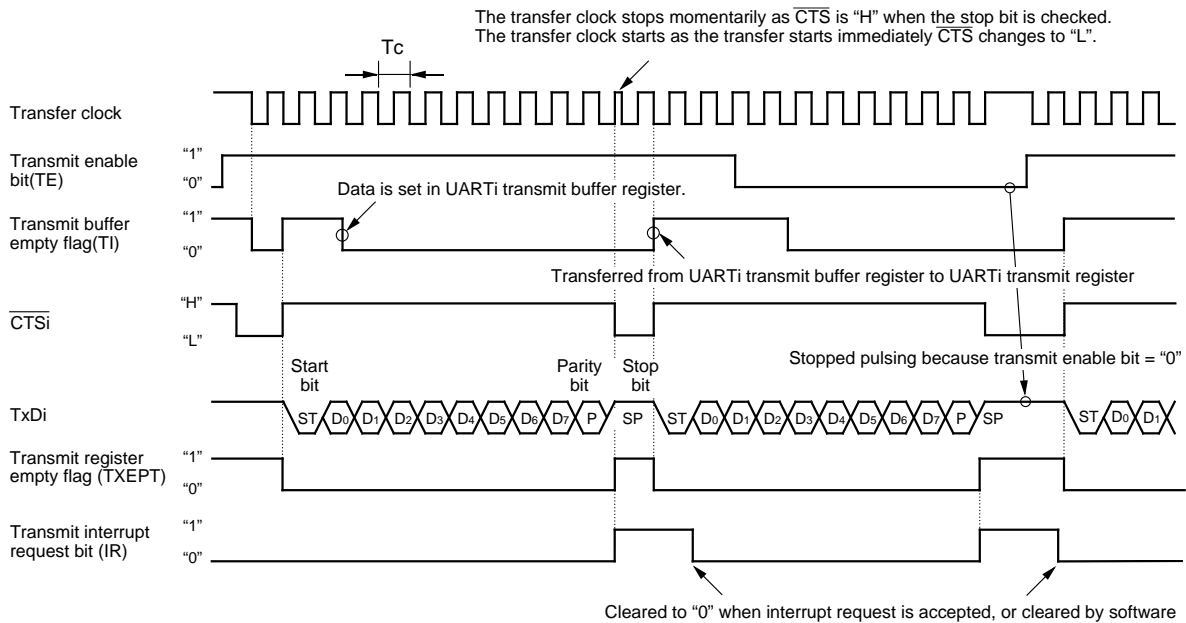 The transfer clock stops momentarily as CTS is “H” when the stop bit is checked.
The transfer clock starts as the transfer starts immediately CTS changes to “L”.
Tc
Transfer clock
Transmit enable
bit(TE)
“1”
“0”
Data is set in UARTi transmit buffer register.
Transmit buffer
empty flag(TI)
“1”
“0”
Transferred from UARTi transmit buffer register to UARTi transmit register
CTSi
“H”
“L”
Stopped pulsing because transmit enable bit = “0”
Start
bit
Parity
bit
Stop
bit
TxDi
ST D0 D1 D2 D3 D4 D5 D6 D7 P SP ST D0 D1 D2 D3 D4 D5 D6 D7 P SP ST D0 D1
Transmit register
empty flag (TXEPT)
“1”
“0”
Transmit interrupt
request bit (IR)
“1”
“0”
Cleared to “0” when interrupt request is accepted, or cleared by software